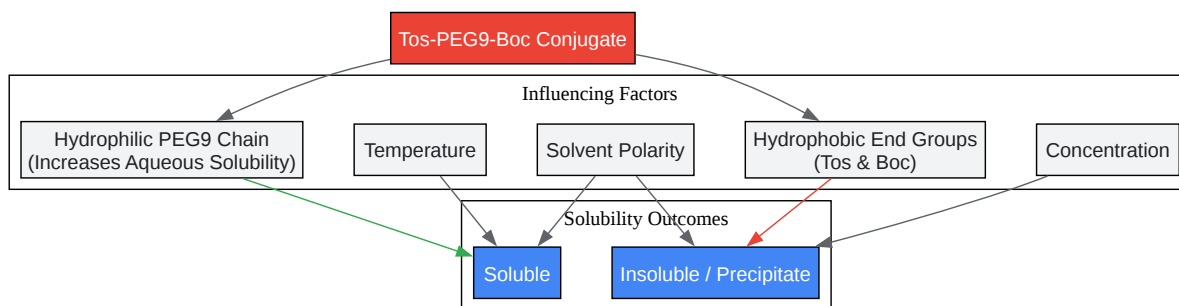 Tos-PEG9-Boc Conjugate
Influencing Factors
Hydrophilic PEG9 Chain
(Increases Aqueous Solubility)
Temperature
Solvent Polarity
Hydrophobic End Groups
(Tos & Boc)
Concentration
Solubility Outcomes
Soluble
Insoluble / Precipitate